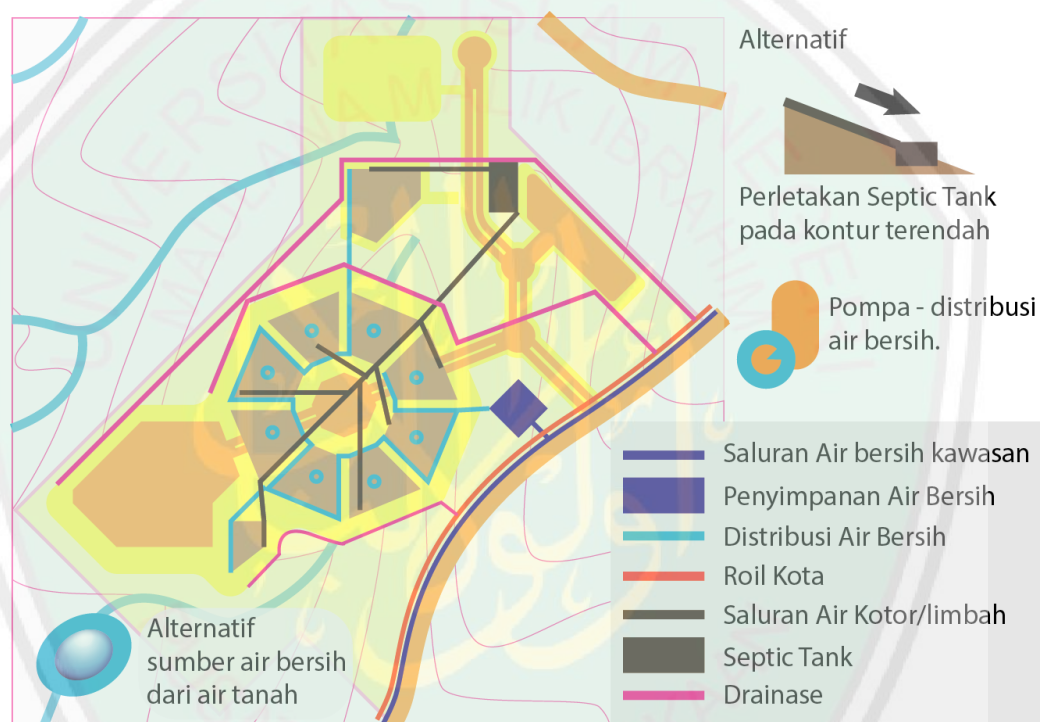 Alternatif
Perletakan Septic Tank
pada kontur terendah
Pompa - distribusi
air bersih.
Saluran Air bersih kawasan
Penyimpanan Air Bersih
Distribusi Air Bersih
Roil Kota
Saluran Air Kotor/limbah
Septic Tank
Drainase
Alternatif
sumber air bersih
dari air tanah